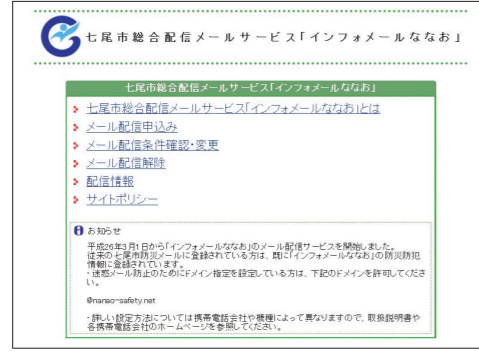 七尾市総合配信メールサービス「インフォメールななお」
七尾市総合配信メールサービス「インフォメールななお」
七尾市総合配信メールサービス「インフォメールななお」とは
メール配信申込み
メール配信条件確認・変更
メール配信解除
配信情報
サイトポリシー
お知らせ
平成26年3月1日から「インフォメールななお」のメール配信サービスを開始しました。
従来の七尾市防災メールに登録されている方は、既に「インフォメールななお」の防災防犯
情報に登録されています。
・迷惑メール防止のためにドメイン指定を設定している方は、下記のドメインを許可してくださ
い。
@nanao-safety.net
・詳しい設定方法については携帯電話会社や機種によって異なりますので、取扱説明書や
各携帯電話会社のホームページを参照してください。